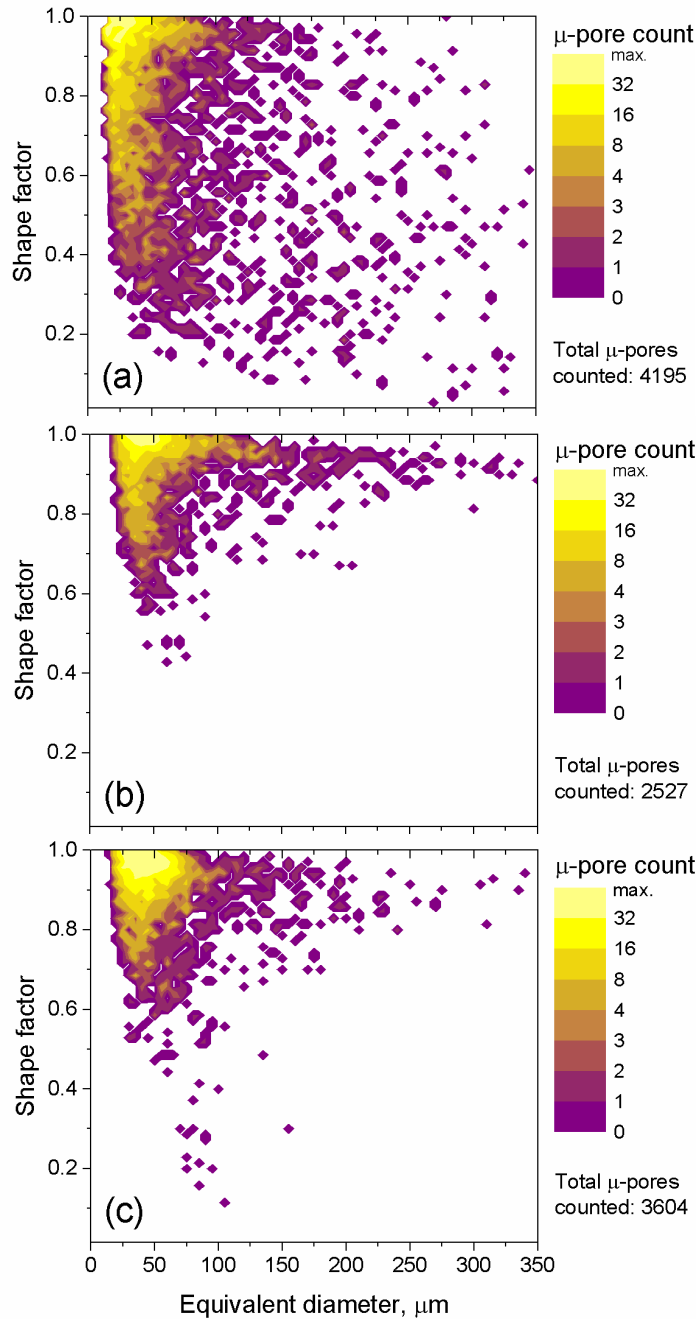 1.0
0.8
0.6
0.4
0.2
Shape factor
(a)
μ-pore count
max.
32
16
8
4
3
2
1
0
Total μ-pores
counted: 4195
1.0
0.8
0.6
0.4
0.2
Shape factor
(b)
μ-pore count
max.
32
16
8
4
3
2
1
0
Total μ-pores
counted: 2527
1.0
0.8
0.6
0.4
0.2
Shape factor
(c)
μ-pore count
max.
32
16
8
4
3
2
1
0
Total μ-pores
counted: 3604
0 50 100 150 200 250 300 350
Equivalent diameter, μm